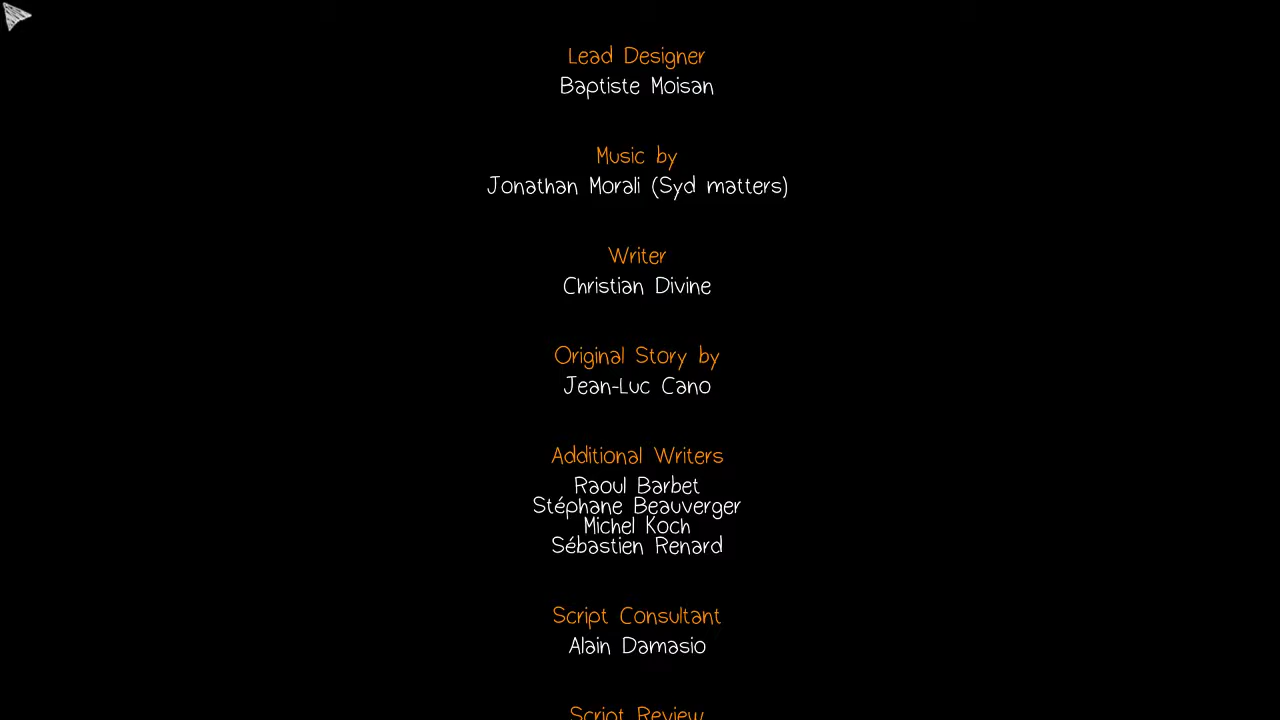 Lead Designer
Baptiste Moisan
Music by
Jonathan Morali (Syd matters)
Writer
Christian Divine
Original Story by
Jean-Luc Cano
Additional Writers
Raoul Barbet
Stéphane Beauverger
Michel Koch
Sébastien Renard
Script Consultant
Alain Damasio
Script Review